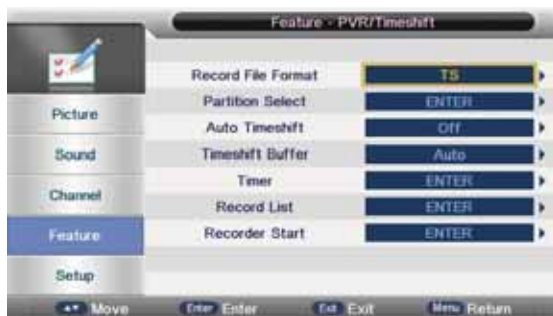 Feature - PVR/Timeshift
Record File Format TS
Partition Select ENTER
Picture
Auto Timeshift Off
Sound
Timeshift Buffer Auto
Timer ENTER
Channel
Record List ENTER
Feature
Recorder Start ENTER
Setup
Move Enter Enter Exit Exit Menu Return